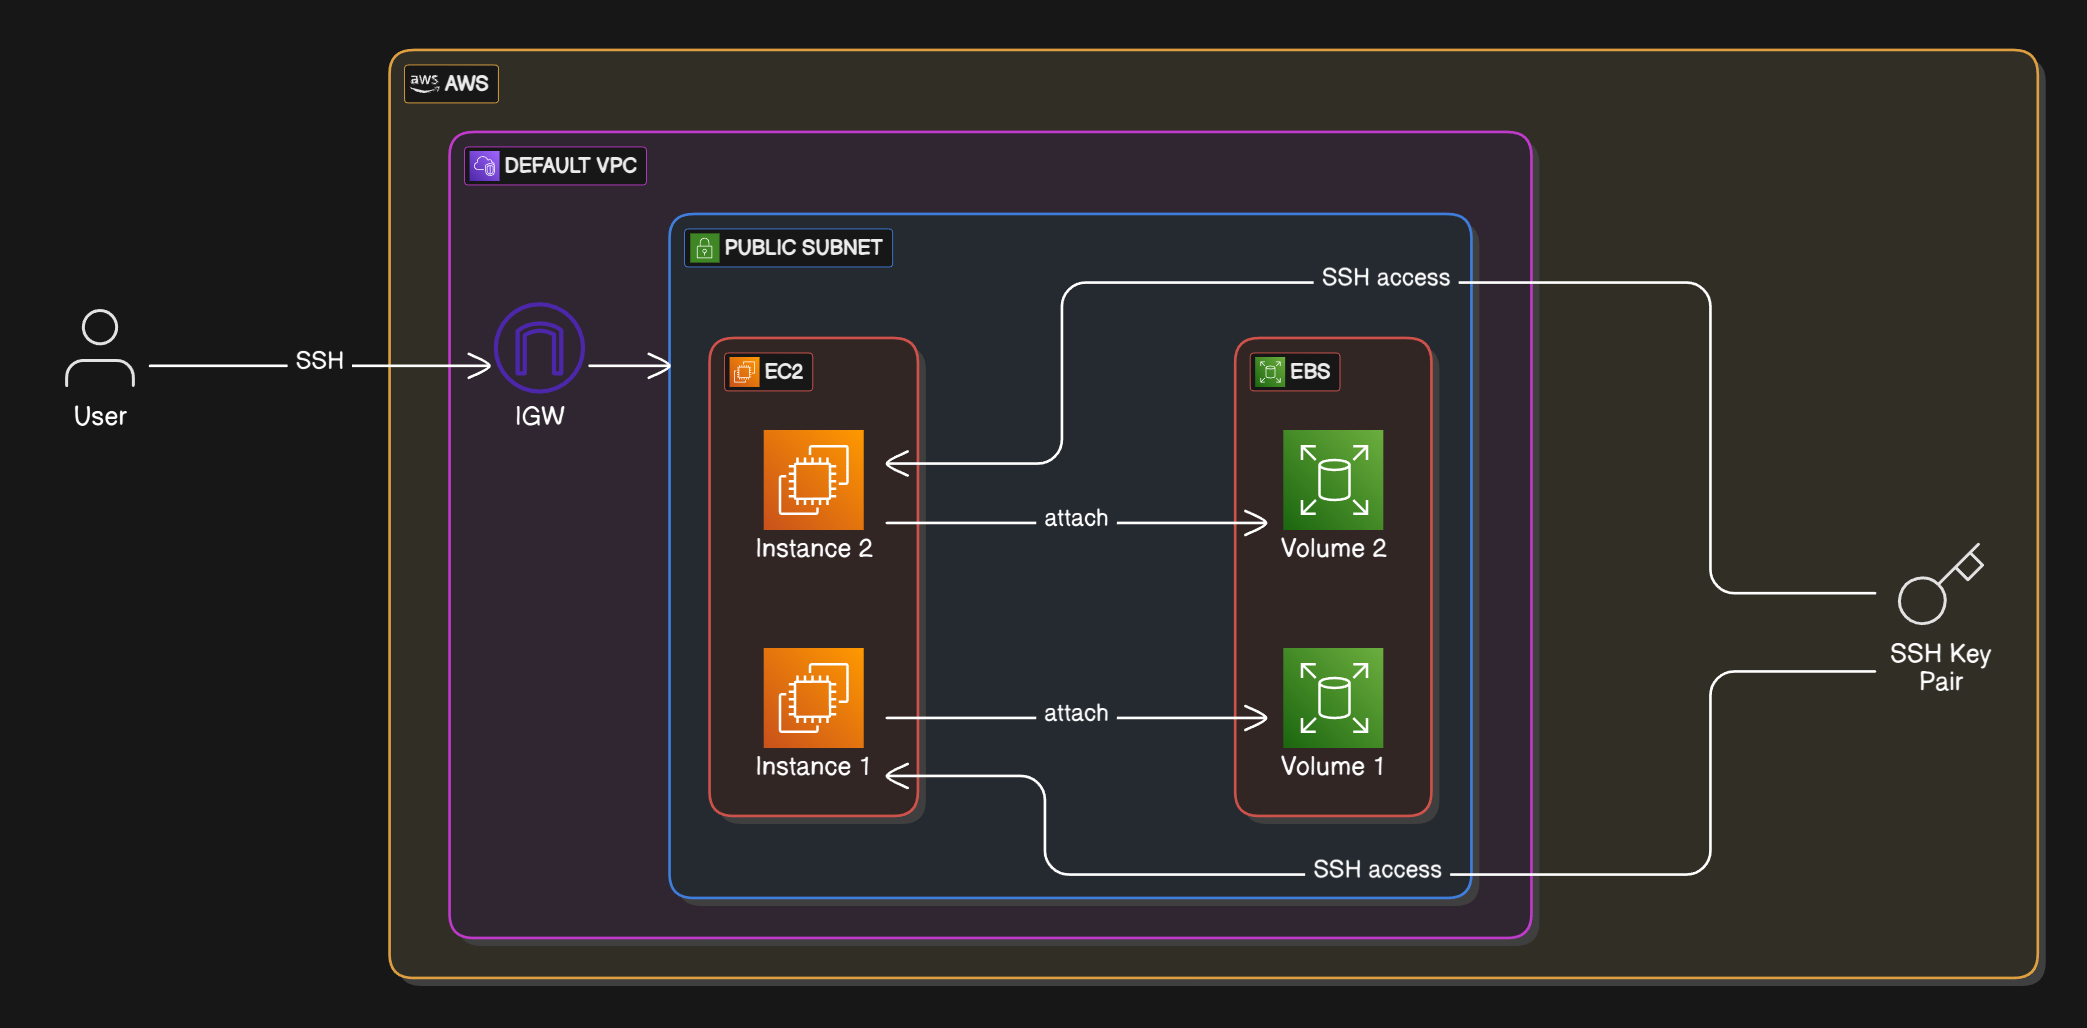 aws AWS
DEFAULT VPC
PUBLIC SUBNET
SSH access
SSH
User
IGW
EC2
EBS
attach
Instance 2
Volume 2
SSH Key
Pair
attach
Instance 1
Volume 1
SSH access